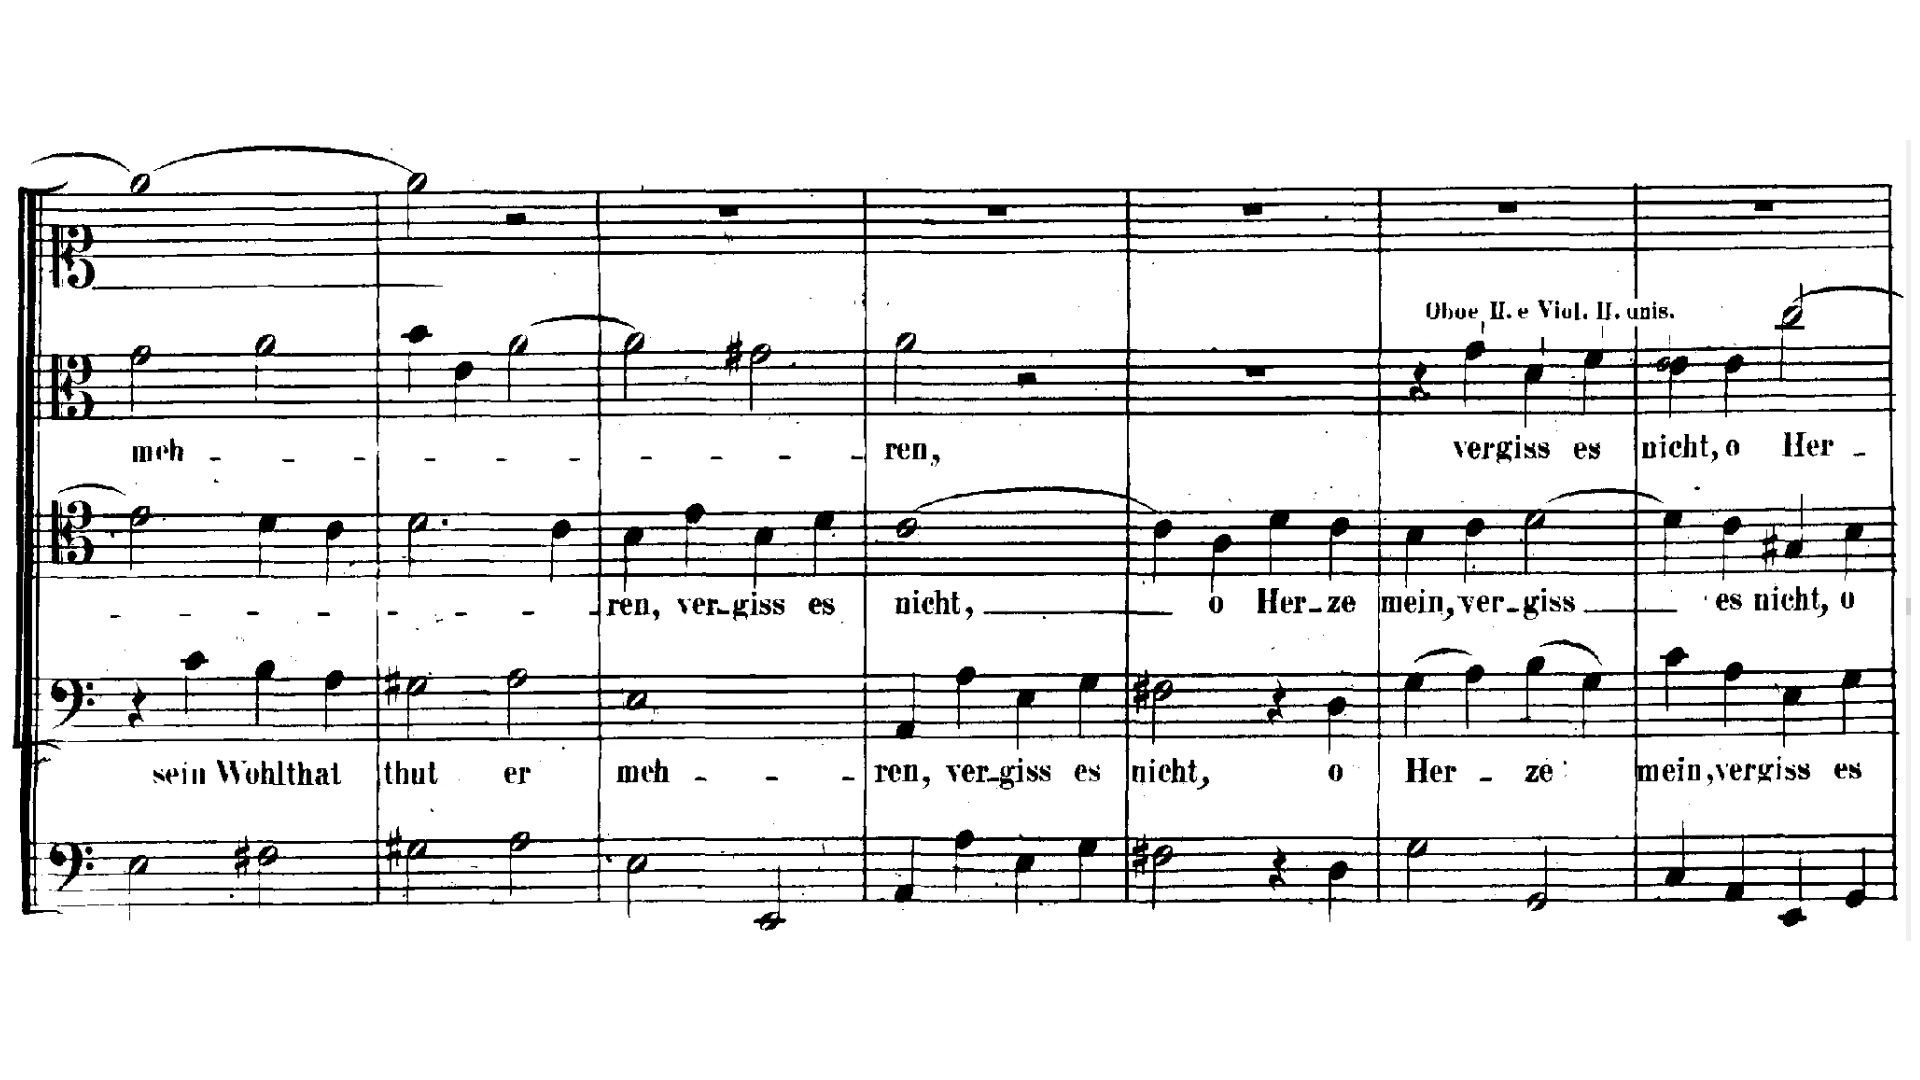 Oboe II. e Viol. II. unis.
meh - - - - - - - - - ren, vergiss es nicht, o Her -
- - - - - - - ren, ver-giss es nicht, o Her-ze mein, ver-giss es nicht, o
sein Wohlthat thut er meh - - - ren, ver-giss es nicht, o Her - ze mein, vergiss es